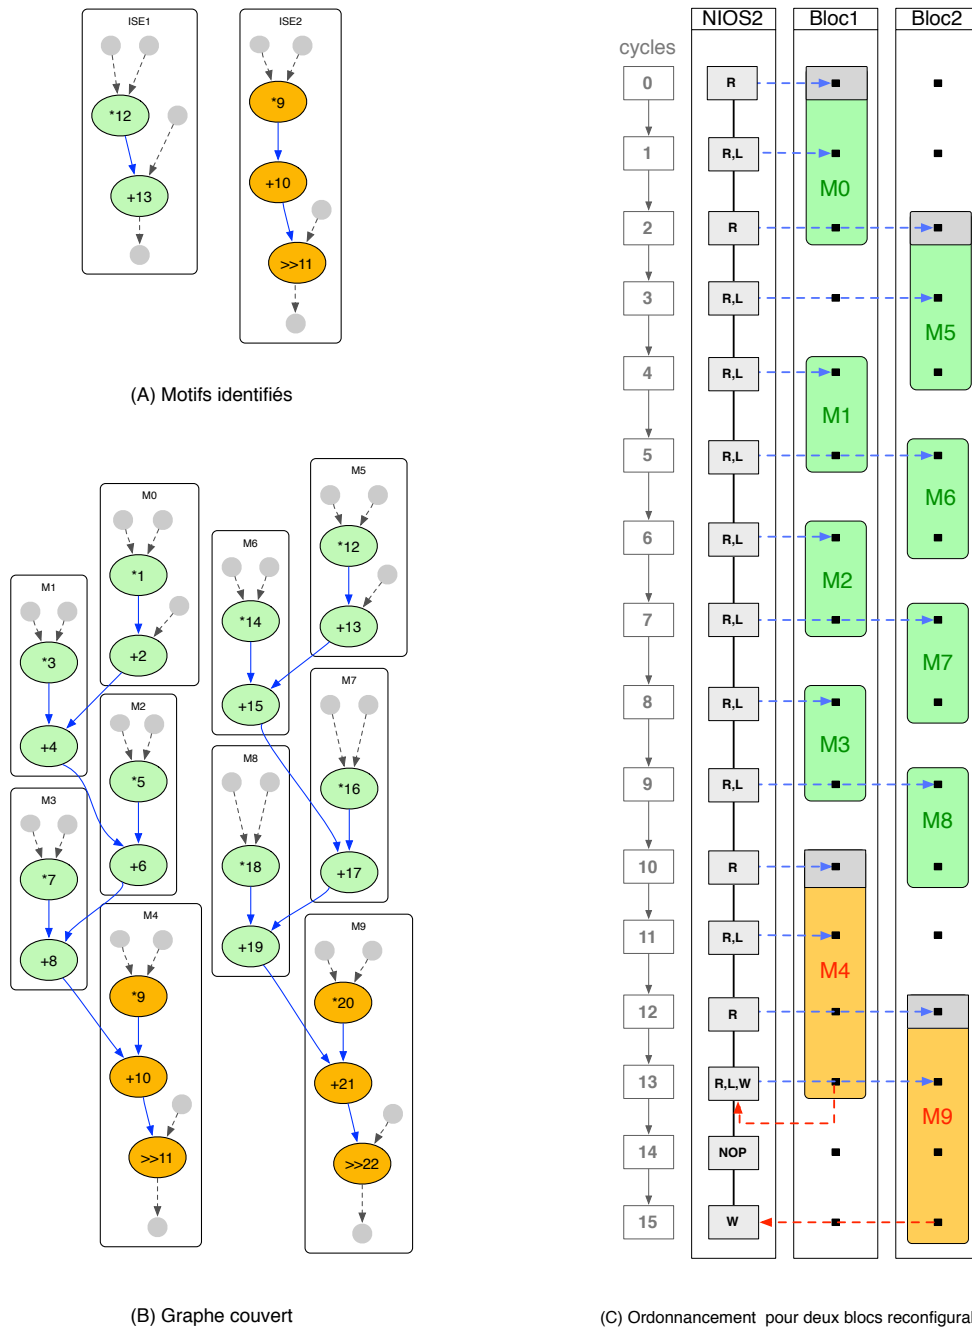 ISE1
*12
+13
ISE2
*9
+10
>>11
(A) Motifs identifiés
M0
*1
+2
M1
*3
+4
M2
*5
+6
M3
*7
+8
M4
*9
+10
>>11
M5
*12
+13
M6
*14
+15
M7
*16
+17
M8
*18
+19
M9
*20
+21
>>22
(B) Graphe couvert
NIOS2 Bloc1 Bloc2
cycles
0 R
1 R,L
M0
2 R
3 R,L
M5
4 R,L
M1
5 R,L
M6
6 R,L
M2
7 R,L
M7
8 R,L
M3
9 R,L
M8
10 R
11 R,L
M4
12 R
13 R,L,W
M9
14 NOP
15 W
(C) Ordonnancement pour deux blocs reconfigural